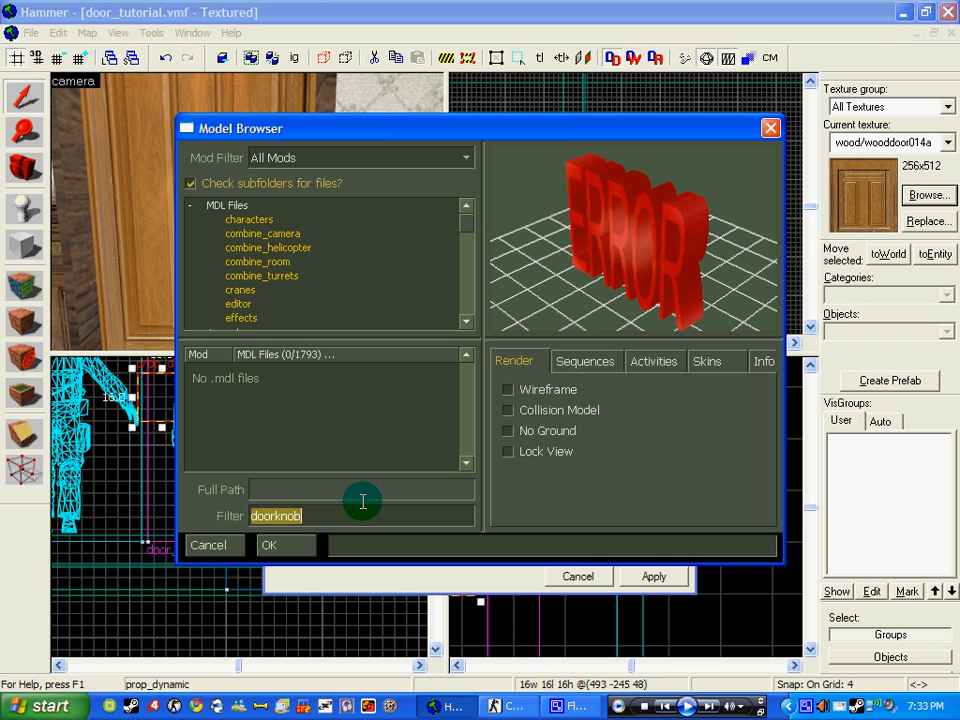 Hammer - [door_tutorial.vmf - Textured]
File Edit Map View Tools Window Help
3D ig tl CM
camera
Texture group:
All Textures
Current texture:
wood/wooddoor014a
256x512
Browse...
Replace...
Move selected:
toWorld toEntity
Categories:
Objects:
Create Prefab
VisGroups:
User Auto
Show Edit Mark
Select:
Groups
Objects
Model Browser
Mod Filter All Mods
Check subfolders for files?
- MDL Files
characters
combine_camera
combine_helicopter
combine_room
combine_turrets
cranes
editor
effects
ERROR
Mod MDL Files (0/1793) ...
No .mdl files
Full Path
Filter doorknob
Cancel OK
Render Sequences Activities Skins Info
Wireframe
Collision Model
No Ground
Lock View
Cancel Apply
For Help, press F1 prop_dynamic 16w 16l 16h @(493 -245 48) Snap: On Grid: 4 <->
start H... C... Fl... 7:33 PM